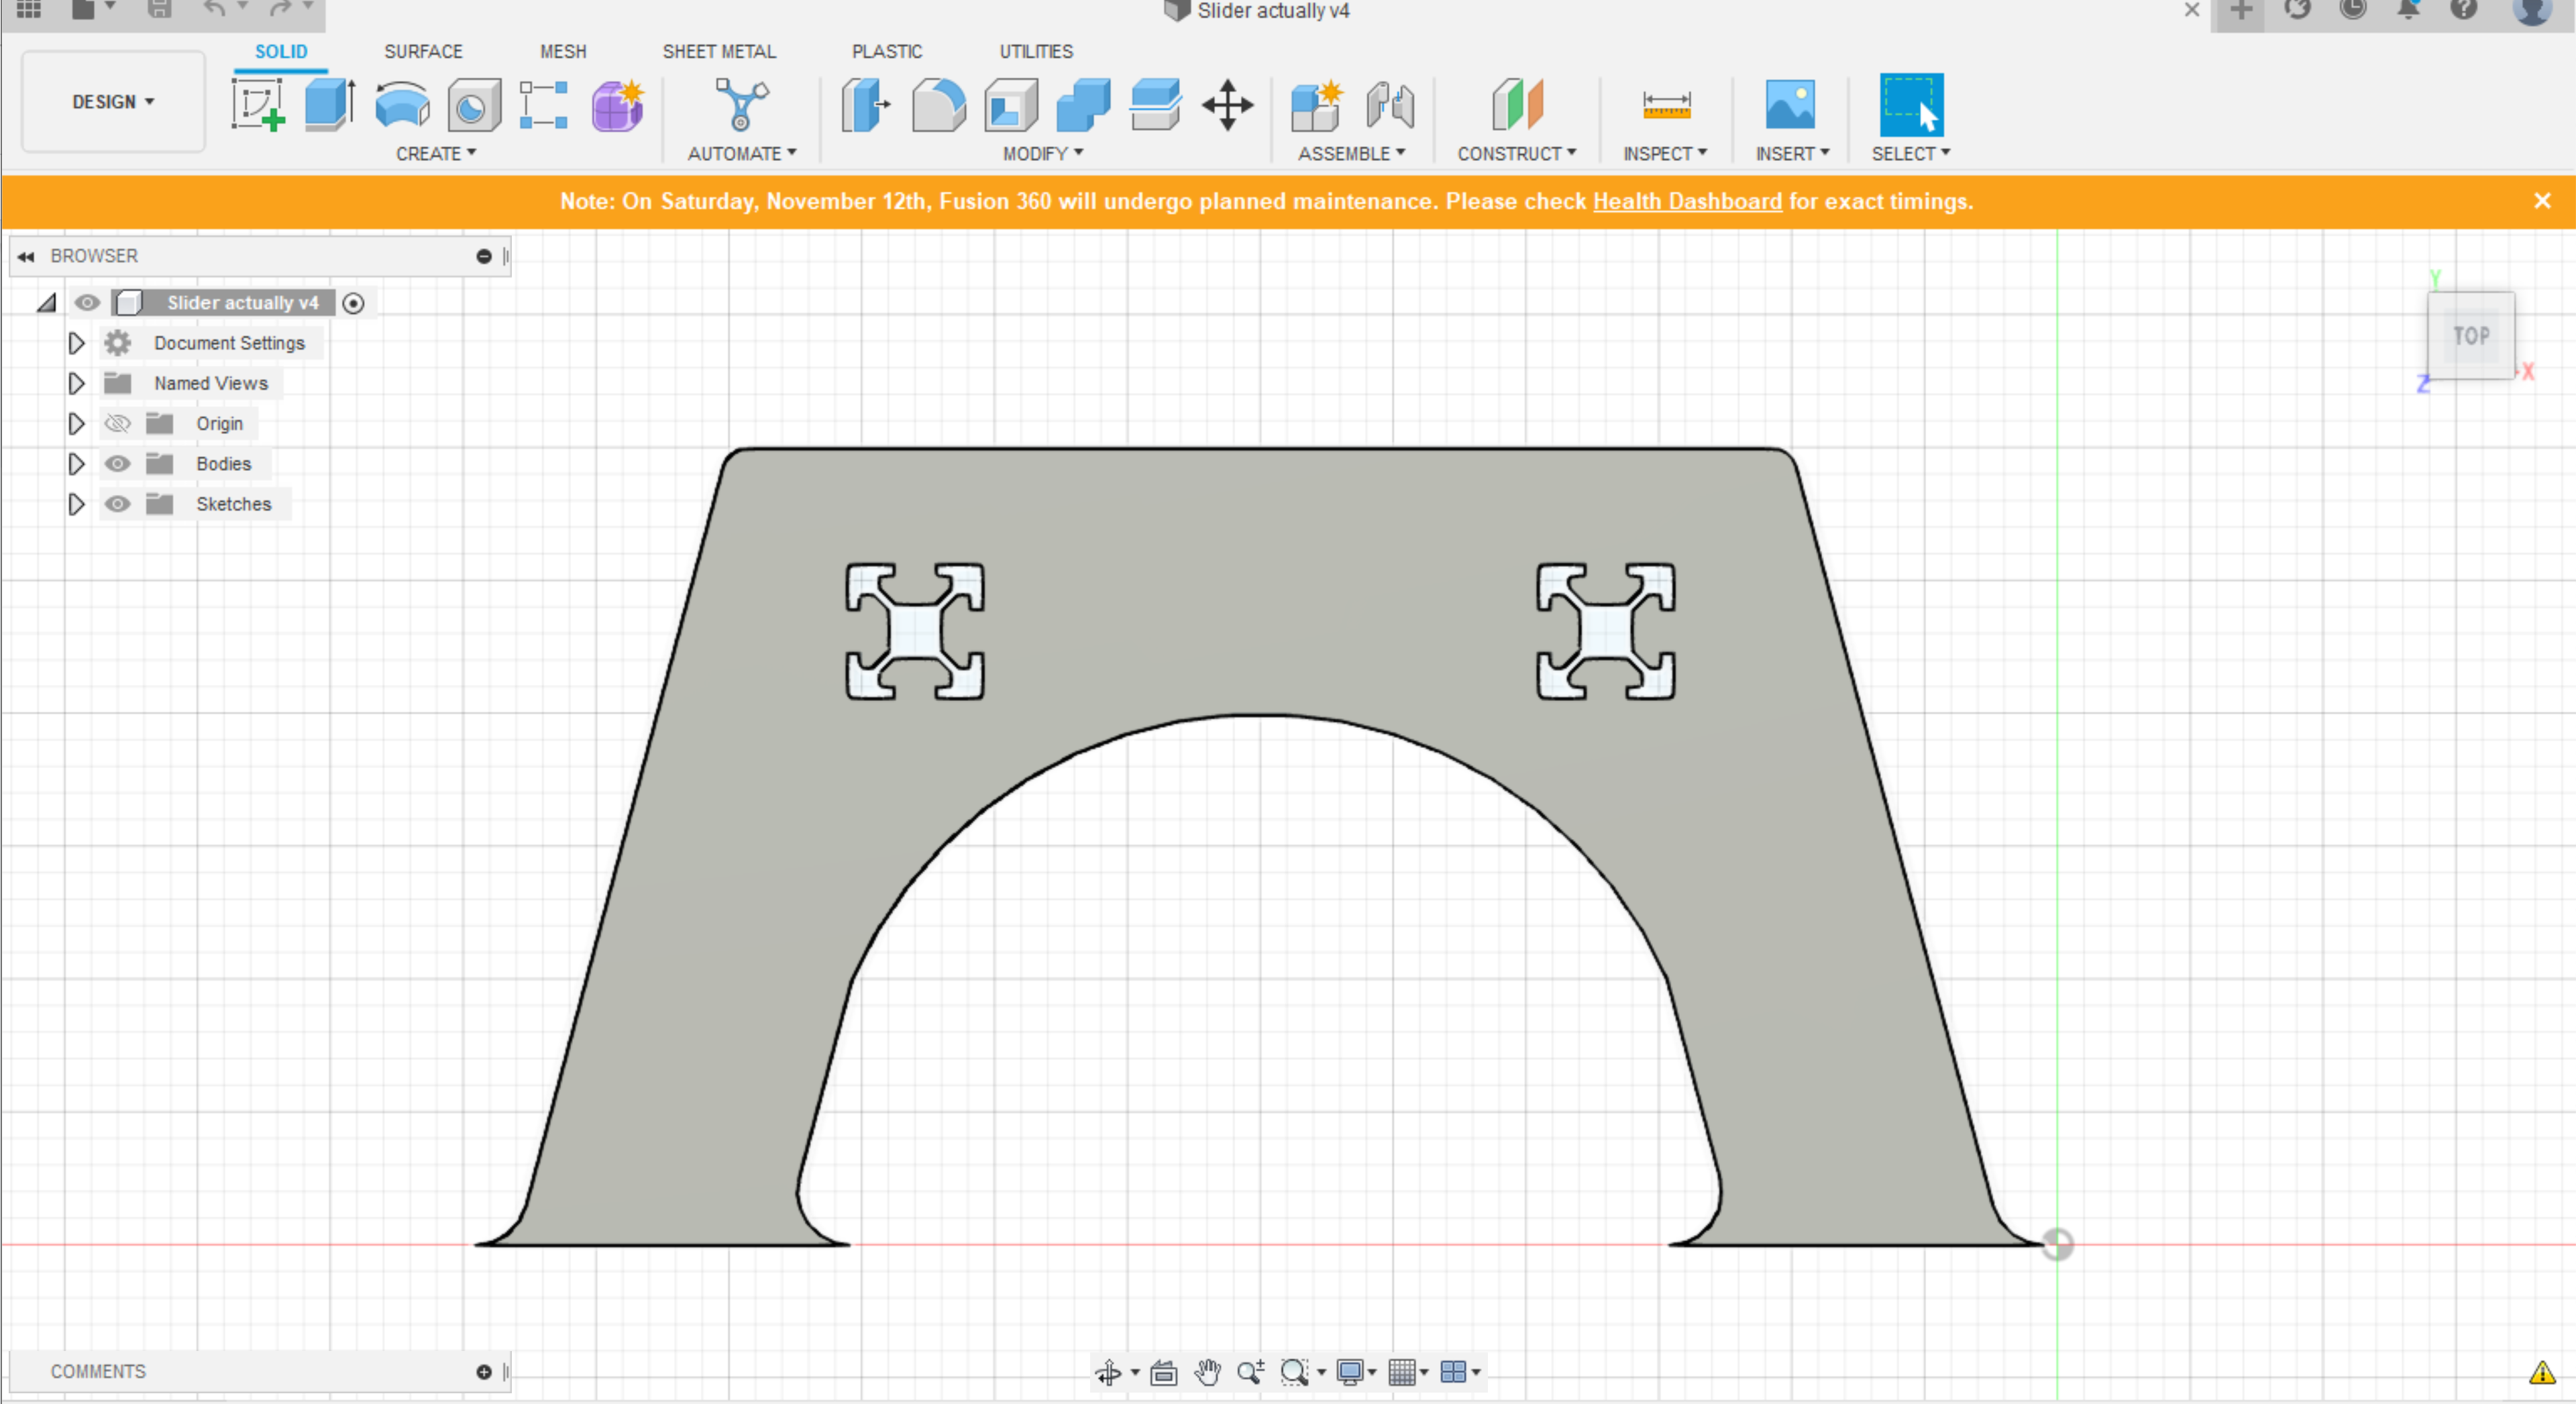 Slider actually v4
SOLID SURFACE MESH SHEET METAL PLASTIC UTILITIES
DESIGN
CREATE AUTOMATE MODIFY ASSEMBLE CONSTRUCT INSPECT INSERT SELECT
Note: On Saturday, November 12th, Fusion 360 will undergo planned maintenance. Please check Health Dashboard for exact timings.
BROWSER
Slider actually v4
Document Settings
Named Views
Origin
Bodies
Sketches
Y
TOP
X
Z
COMMENTS